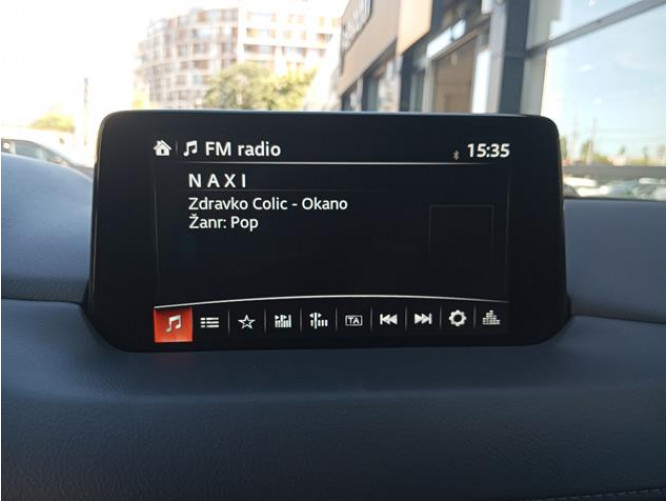 FM radio
15:35
NAXI
Zdravko Colic - Okano
Žanr: Pop
TA